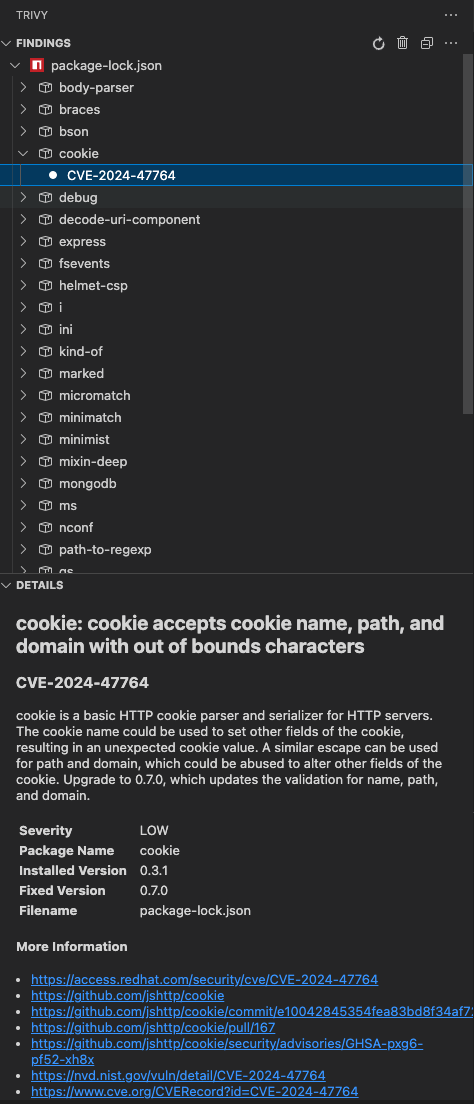 TRIVY
FINDINGS
package-lock.json
body-parser
braces
bson
cookie
CVE-2024-47764
debug
decode-uri-component
express
fsevents
helmet-csp
i
ini
kind-of
marked
micromatch
minimatch
minimist
mixin-deep
mongodb
ms
nconf
path-to-regexp
qs
DETAILS
cookie: cookie accepts cookie name, path, and
domain with out of bounds characters
CVE-2024-47764
cookie is a basic HTTP cookie parser and serializer for HTTP servers.
The cookie name could be used to set other fields of the cookie,
resulting in an unexpected cookie value. A similar escape can be used
for path and domain, which could be abused to alter other fields of the
cookie. Upgrade to 0.7.0, which updates the validation for name, path,
and domain.
Severity LOW
Package Name cookie
Installed Version 0.3.1
Fixed Version 0.7.0
Filename package-lock.json
More Information
https://access.redhat.com/security/cve/CVE-2024-47764
https://github.com/jshttp/cookie
https://github.com/jshttp/cookie/commit/e10042845354fea83bd8f34af72
https://github.com/jshttp/cookie/pull/167
https://github.com/jshttp/cookie/security/advisories/GHSA-pxg6-
pf52-xh8x
https://nvd.nist.gov/vuln/detail/CVE-2024-47764
https://www.cve.org/CVERecord?id=CVE-2024-47764